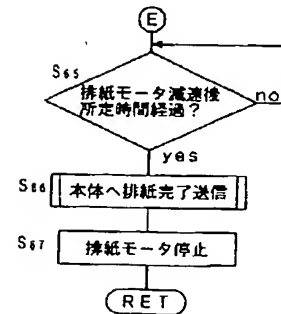 E
S65
排紙モータ減速後
所定時間経過？
no
yes
S66
本体へ排紙完了送信
S67
排紙モータ停止
RET